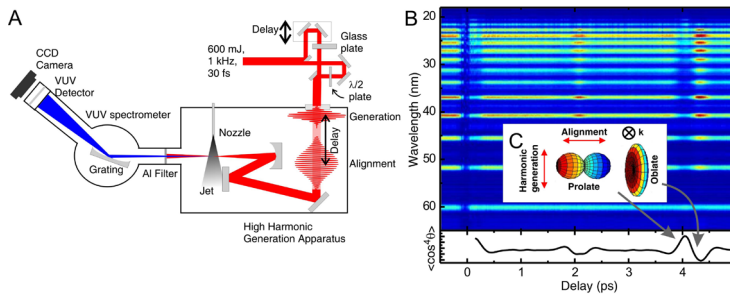 A
CCD
Camera
VUV
Detector
VUV spectrometer
Grating
Al Filter
Nozzle
Jet
600 mJ,
1 kHz,
30 fs
Delay
Glass
plate
λ/2
plate
Generation
Delay
Alignment
High Harmonic
Generation Apparatus
B
Wavelength (nm)
20
30
40
50
60
C
Alignment
⊗ k
Harmonic
generation
Prolate
Oblate
<cos⁴θ>
0
1
2
3
4
Delay (ps)